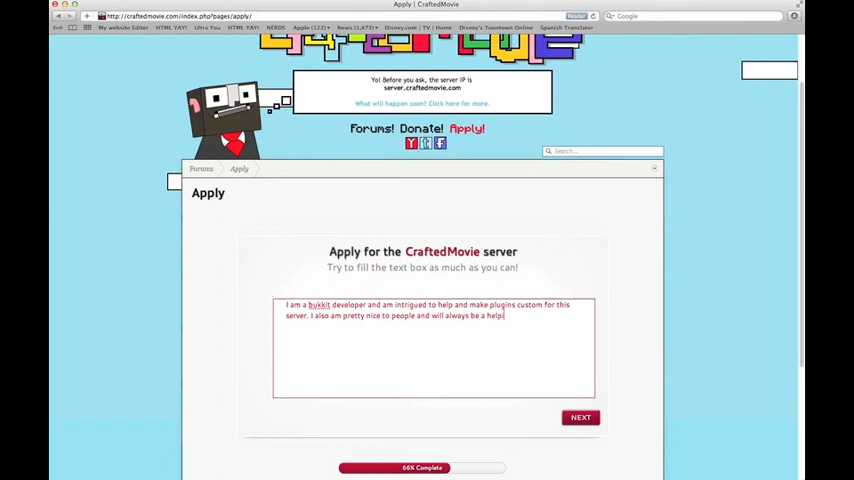 Apply | CraftedMovie
http://craftedmovie.com/index.php?pages/apply/
Reader
Google
My website Editor HTML YAY! Ultra You HTML YAY! NERDS Apple (122) News (1,473) Disney.com | TV | Home Disney's Toontown Online Spanish Translator
Yo! Before you ask, the server IP is
server.craftedmovie.com
What will happen soon? Click here for more.
Forums! Donate! Apply!
Y t F
Search...
Forums Apply
Apply
Apply for the CraftedMovie server
Try to fill the text box as much as you can!
I am a bukkit developer and am intrigued to help and make plugins custom for this
server. I also am pretty nice to people and will always be a helpi
NEXT
66% Complete